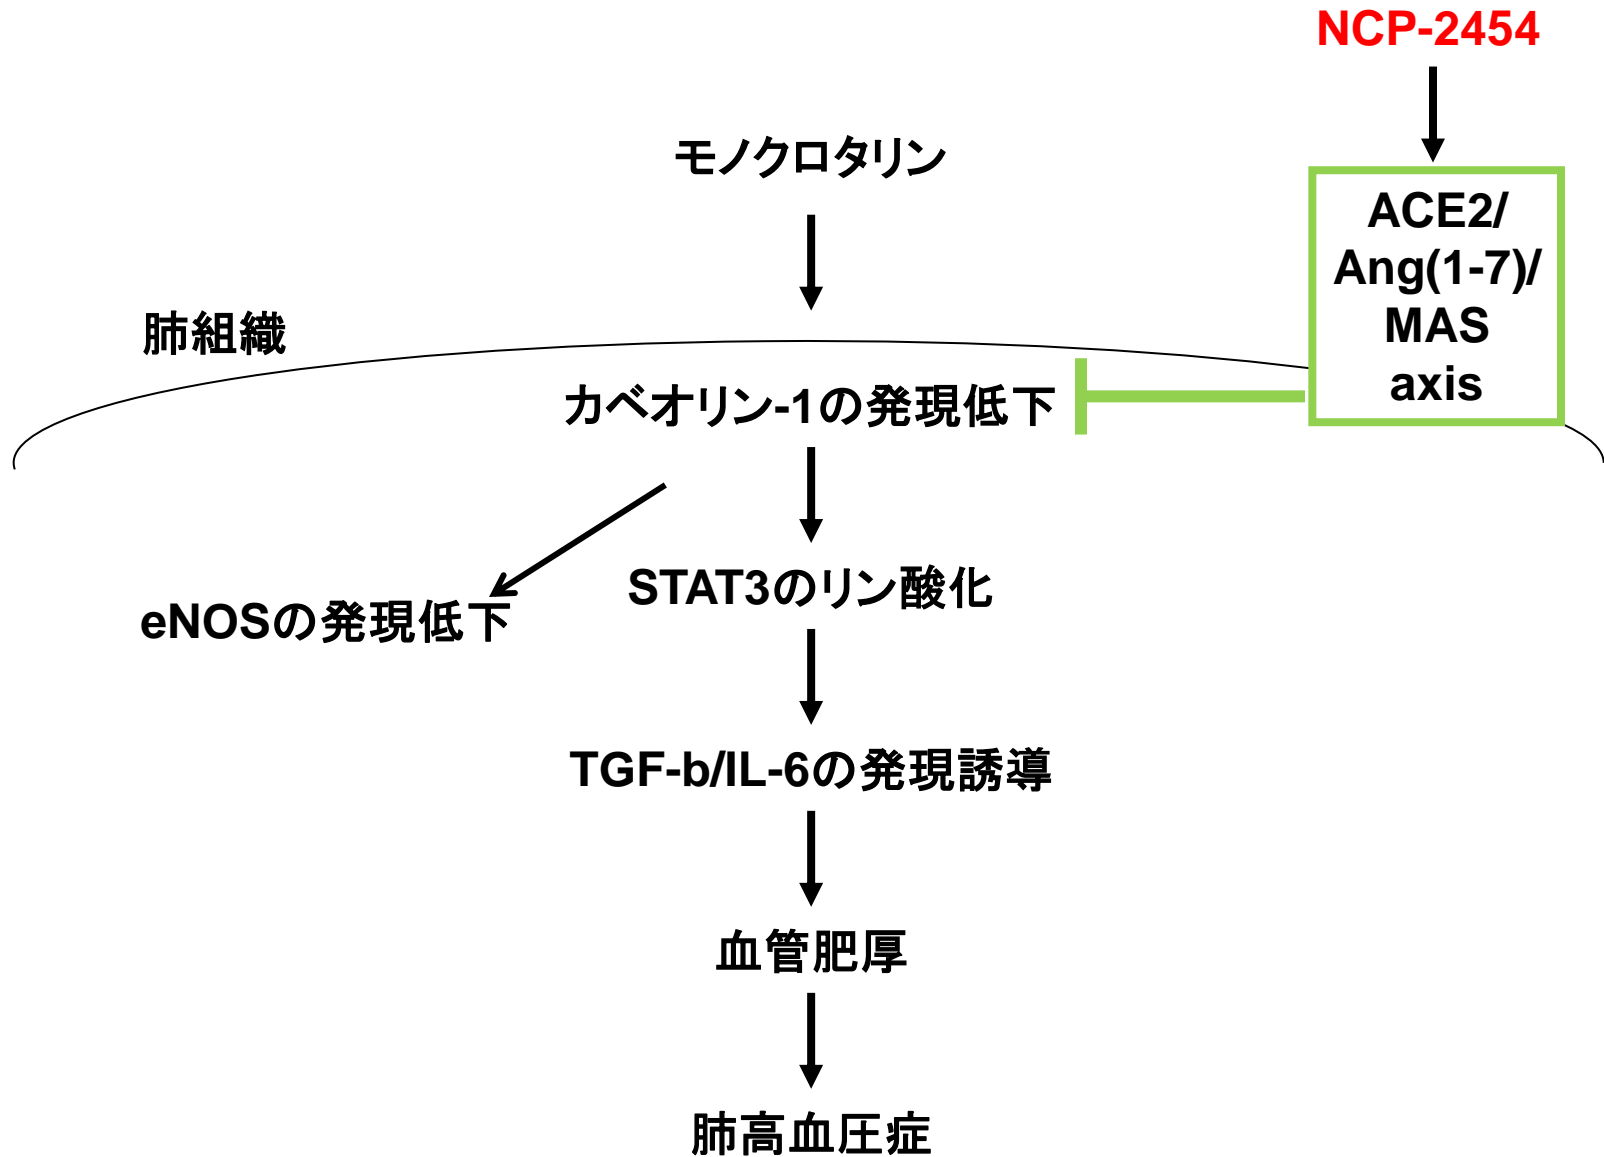 NCP-2454
モノクロタリン
ACE2/
Ang(1-7)/
MAS
axis
肺組織
カベオリン-1の発現低下
STAT3のリン酸化
eNOSの発現低下
TGF-b/IL-6の発現誘導
血管肥厚
肺高血圧症